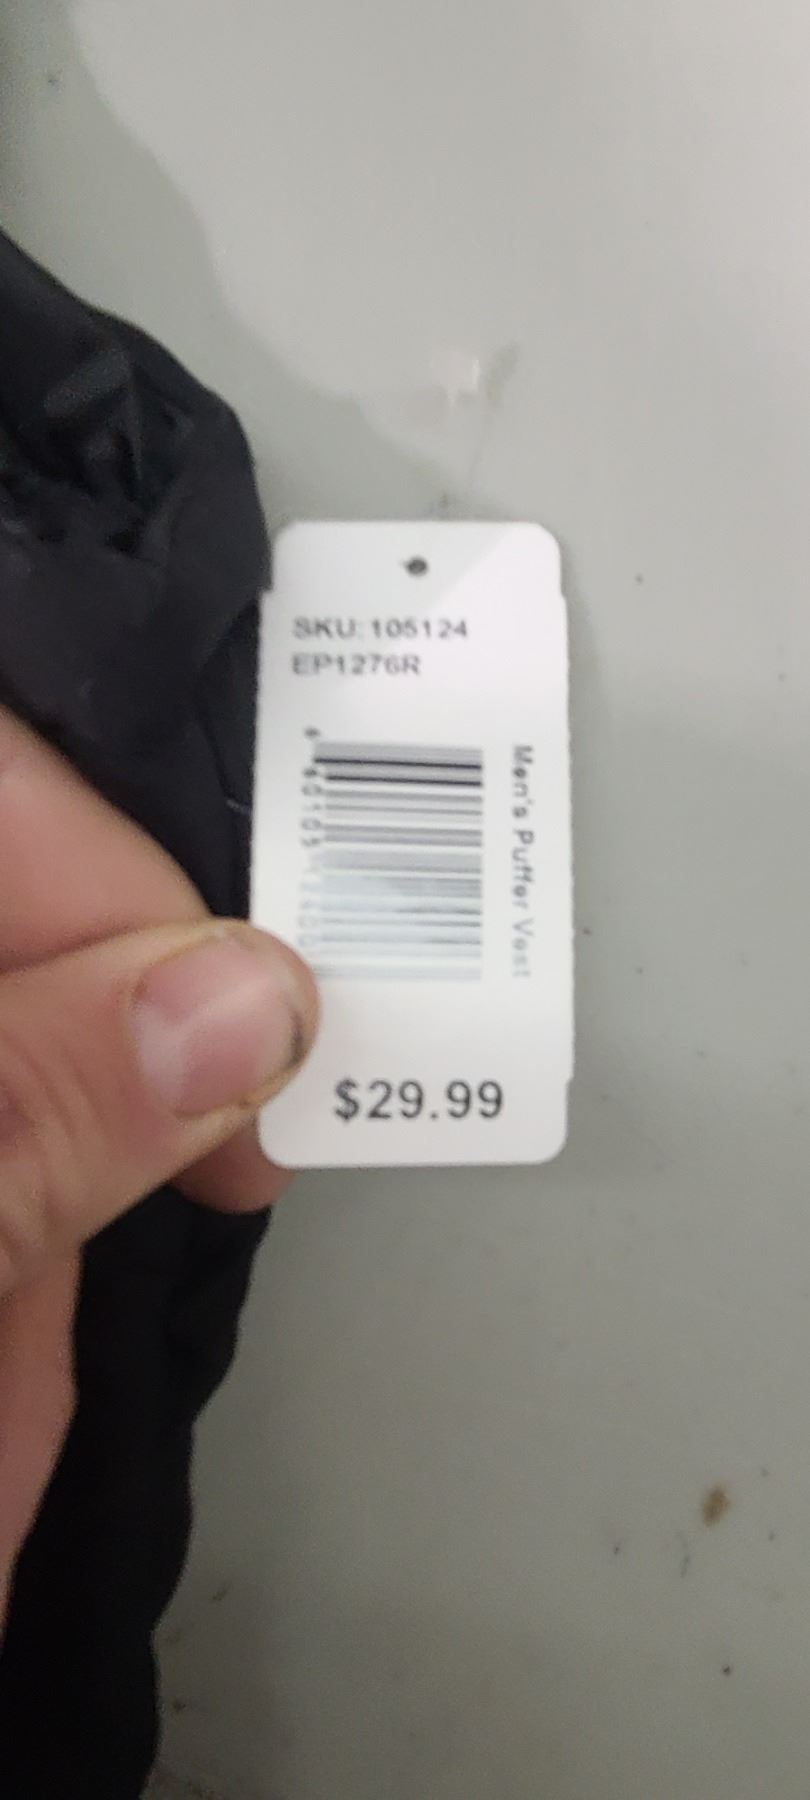 SKU: 105124
EP1276R
Men's Puffer Vest
$29.99